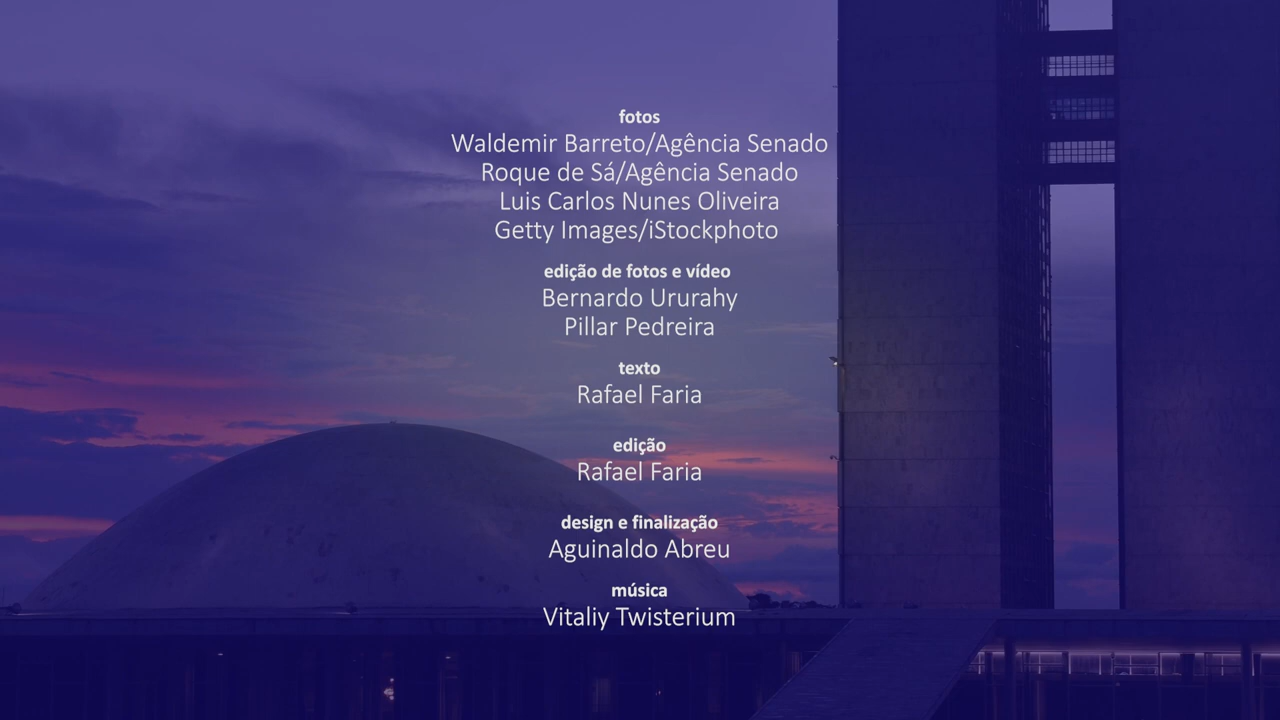 fotos
Waldemir Barreto/Agência Senado
Roque de Sá/Agência Senado
Luis Carlos Nunes Oliveira
Getty Images/iStockphoto
edição de fotos e vídeo
Bernardo Ururahy
Pillar Pedreira
texto
Rafael Faria
edição
Rafael Faria
design e finalização
Aguinaldo Abreu
música
Vitaliy Twisterium